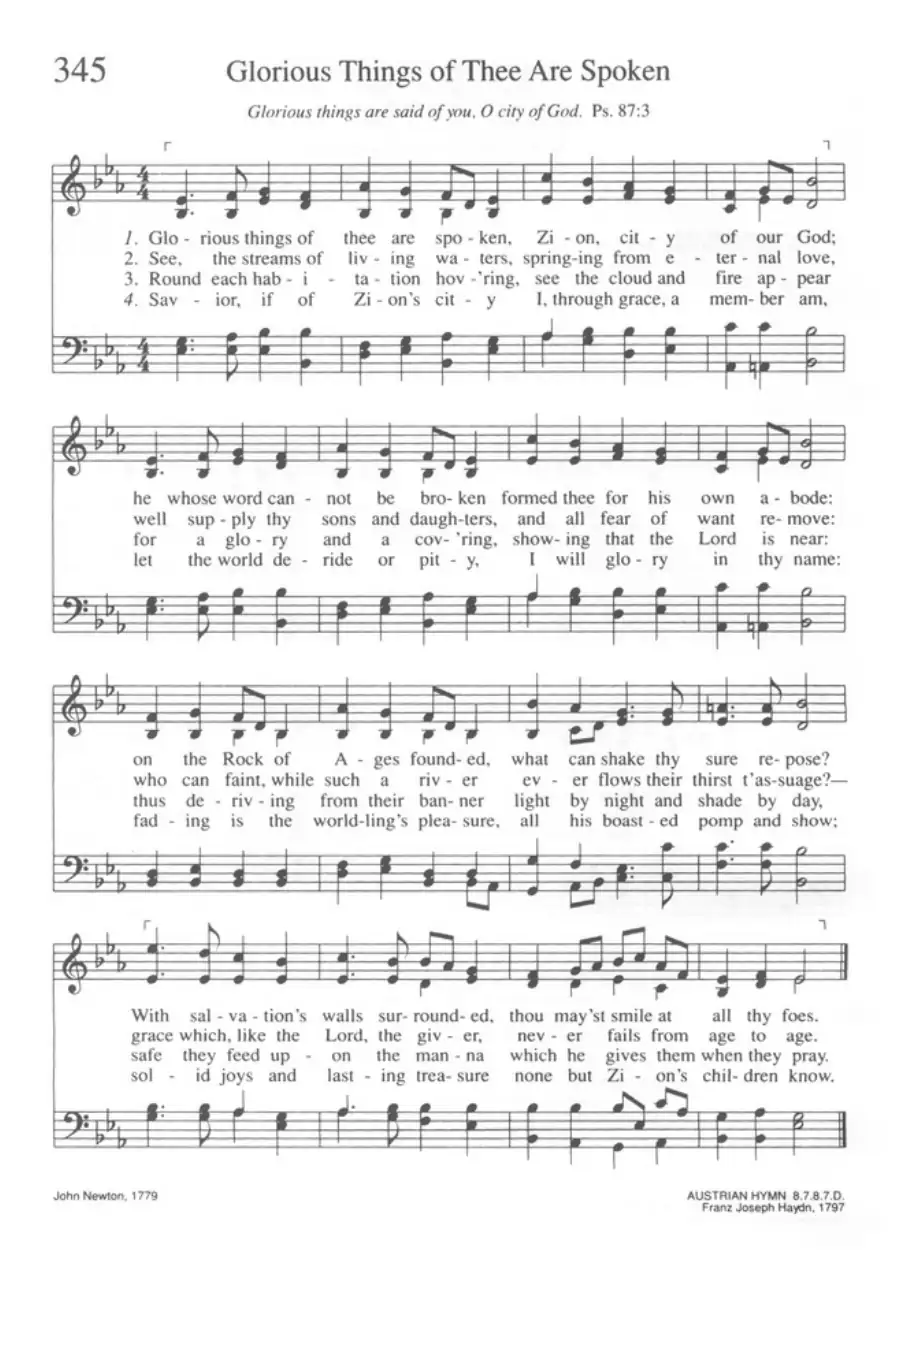 345 Glorious Things of Thee Are Spoken
Glorious things are said of you, O city of God. Ps. 87:3
1. Glo - rious things of thee are spo - ken, Zi - on, cit - y of our God;
2. See, the streams of liv - ing wa - ters, spring-ing from e - ter - nal love,
3. Round each hab - i - ta - tion hov -'ring, see the cloud and fire ap - pear
4. Sav - ior, if of Zi - on's cit - y I, through grace, a mem- ber am,
he whose word can - not be bro- ken formed thee for his own a - bode:
well sup - ply thy sons and daugh-ters, and all fear of want re- move:
for a glo - ry and a cov- 'ring, show- ing that the Lord is near:
let the world de - ride or pit - y, I will glo - ry in thy name:
on the Rock of A - ges found- ed, what can shake thy sure re- pose?
who can faint, while such a riv - er ev - er flows their thirst t'as-suage?—
thus de - riv - ing from their ban- ner light by night and shade by day,
fad - ing is the world-ling's plea- sure, all his boast - ed pomp and show;
With sal - va - tion's walls sur- round- ed, thou may'st smile at all thy foes.
grace which, like the Lord, the giv - er, nev - er fails from age to age.
safe they feed up - on the man - na which he gives them when they pray.
sol - id joys and last - ing trea- sure none but Zi - on's chil- dren know.
John Newton, 1779 AUSTRIAN HYMN 8.7.8.7.D.
Franz Joseph Haydn, 1797